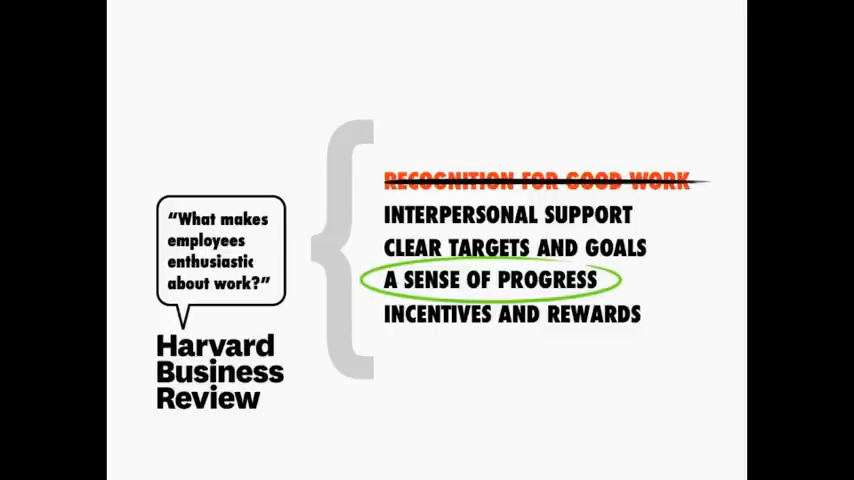 “What makes
employees
enthusiastic
about work?”
Harvard
Business
Review
RECOGNITION FOR GOOD WORK
INTERPERSONAL SUPPORT
CLEAR TARGETS AND GOALS
A SENSE OF PROGRESS
INCENTIVES AND REWARDS